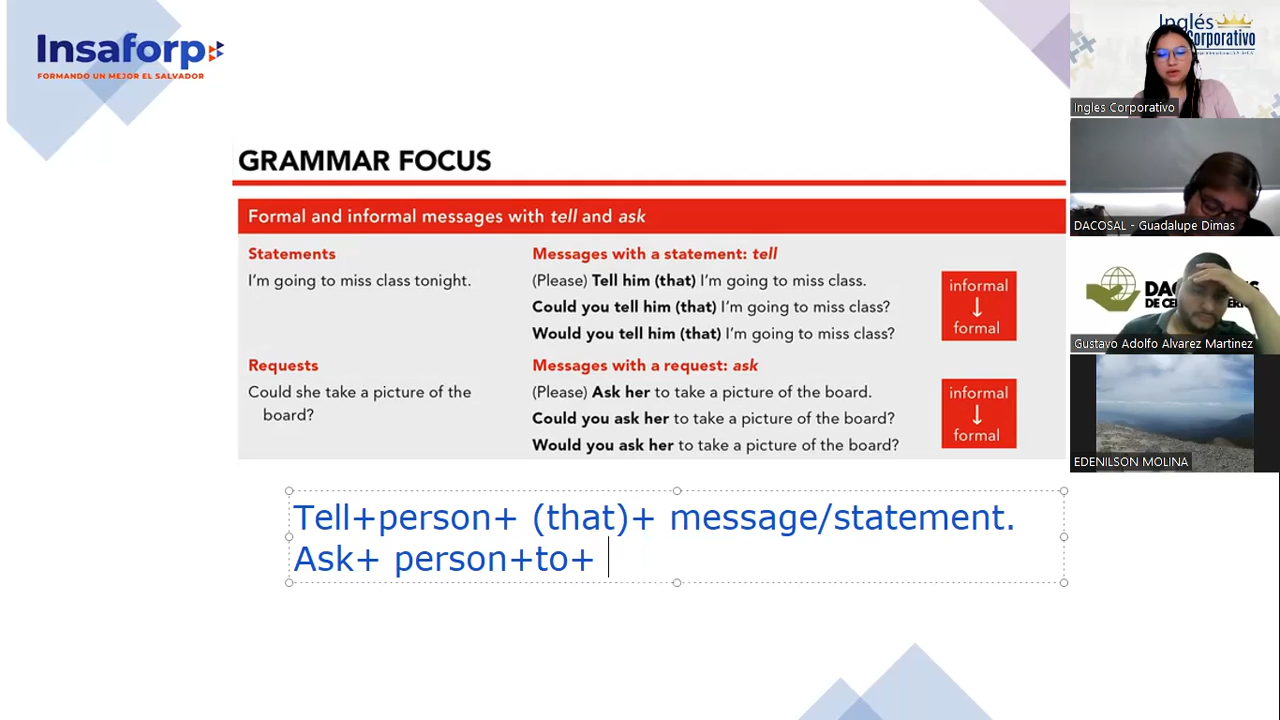 Insaforp
FORMANDO UN MEJOR EL SALVADOR
GRAMMAR FOCUS
Formal and informal messages with tell and ask
Statements
I'm going to miss class tonight.
Messages with a statement: tell
(Please) Tell him (that) I'm going to miss class.
Could you tell him (that) I'm going to miss class?
Would you tell him (that) I'm going to miss class?
informal
↓
formal
Requests
Could she take a picture of the
board?
Messages with a request: ask
(Please) Ask her to take a picture of the board.
Could you ask her to take a picture of the board?
Would you ask her to take a picture of the board?
informal
↓
formal
Tell+person+ (that)+ message/statement.
Ask+ person+to+
Inglés
Corporativo
Ingles Corporativo
DACOSAL - Guadalupe Dimas
Gustavo Adolfo Alvarez Martinez
EDENILSON MOLINA